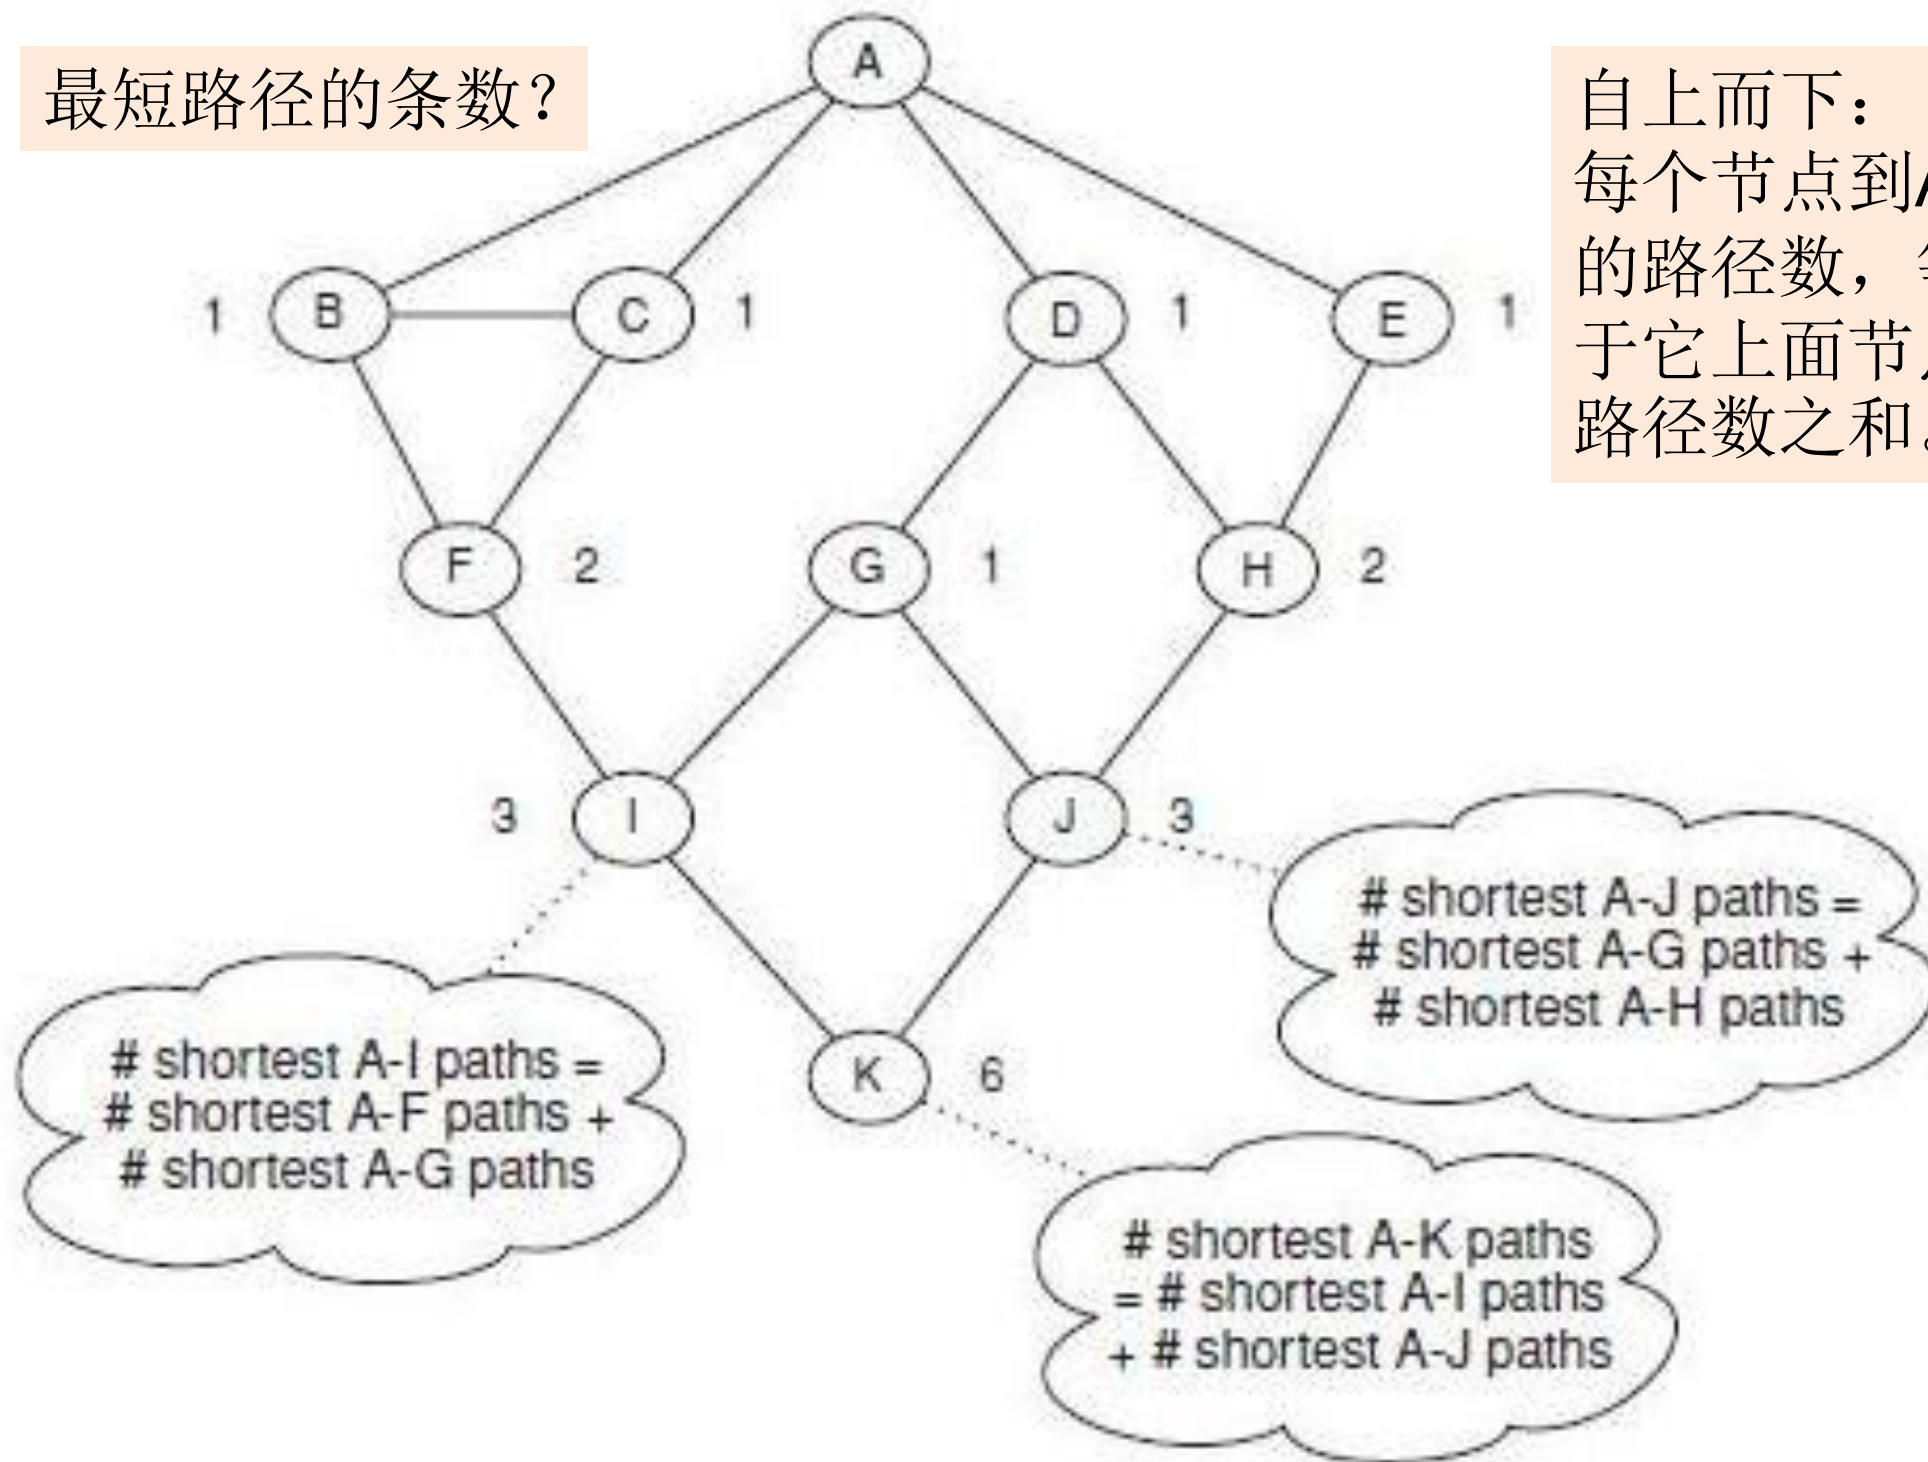 最短路径的条数？
A
自上而下：
每个节点到A
的路径数，
于它上面节
路径数之和。
1 B C 1 D 1 E 1
F 2 G 1 H 2
3 I J 3
# shortest A-J paths =
# shortest A-G paths +
# shortest A-H paths
# shortest A-I paths =
# shortest A-F paths +
# shortest A-G paths
K 6
# shortest A-K paths
= # shortest A-I paths
+ # shortest A-J paths